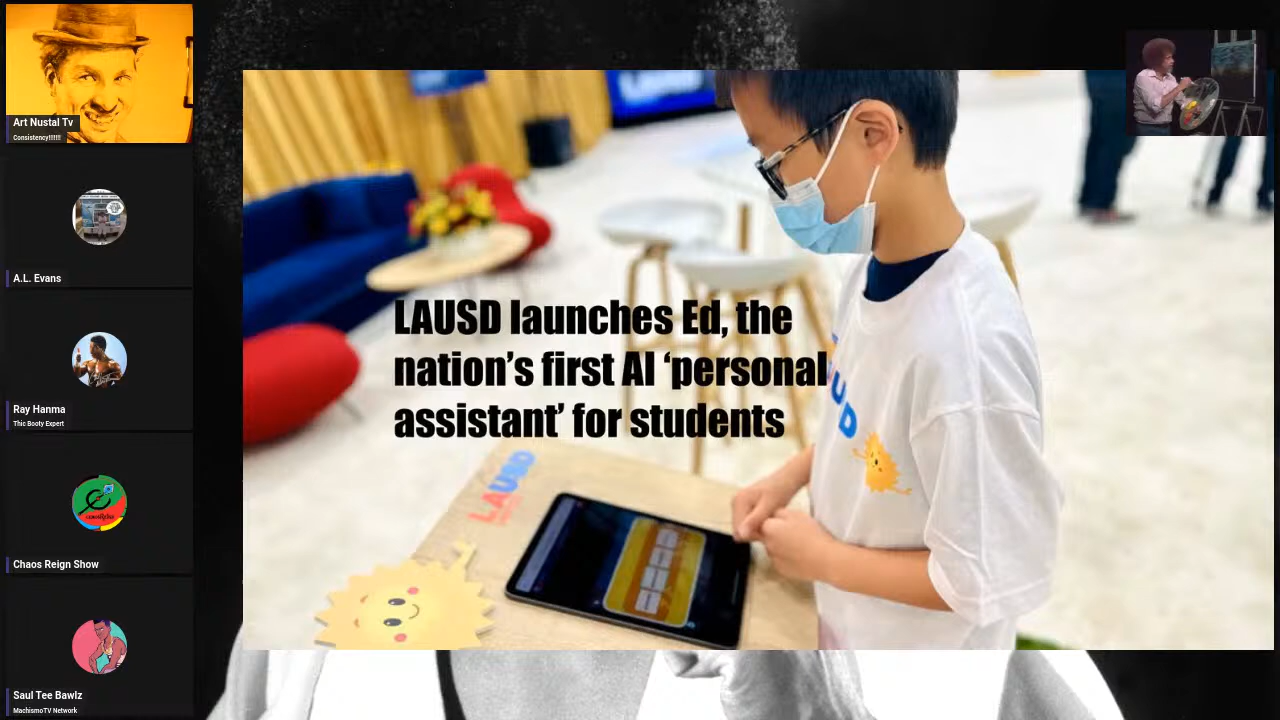 Art Nustal Tv
Consistency!!!!!!
A.L. Evans
Ray Hanma
Thic Booty Expert
Chaos Reign Show
Saul Tee Bawlz
MachismoTV Network
LAUSD launches Ed, the
nation's first AI ‘personal
assistant’ for students
LAUSD